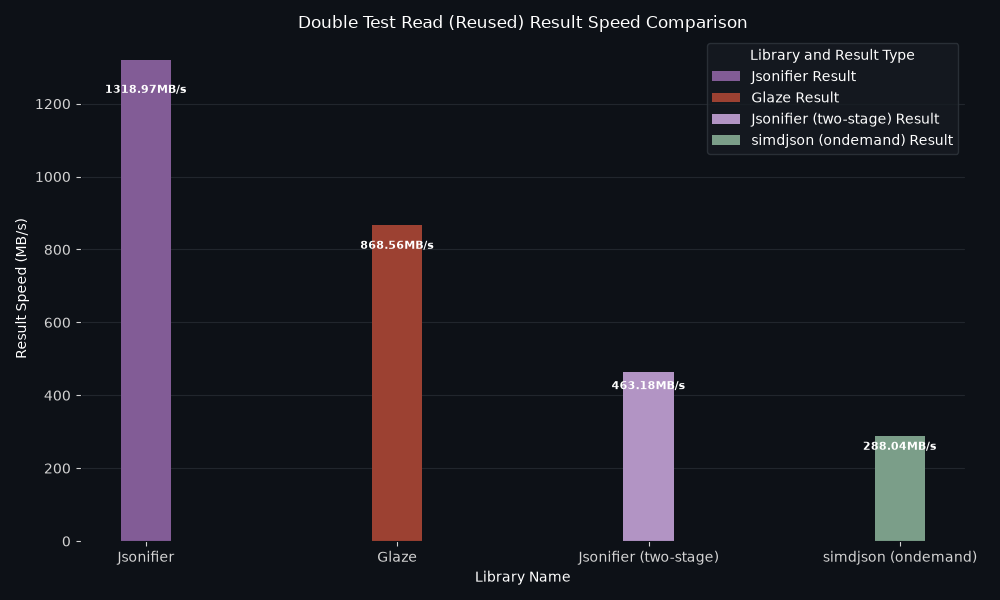 Double Test Read (Reused) Result Speed Comparison
Library and Result Type
Jsonifier Result
Glaze Result
Jsonifier (two-stage) Result
simdjson (ondemand) Result
1318.97MB/s
868.56MB/s
463.18MB/s
288.04MB/s
Result Speed (MB/s)
1200
1000
800
600
400
200
0
Jsonifier
Glaze
Jsonifier (two-stage)
simdjson (ondemand)
Library Name